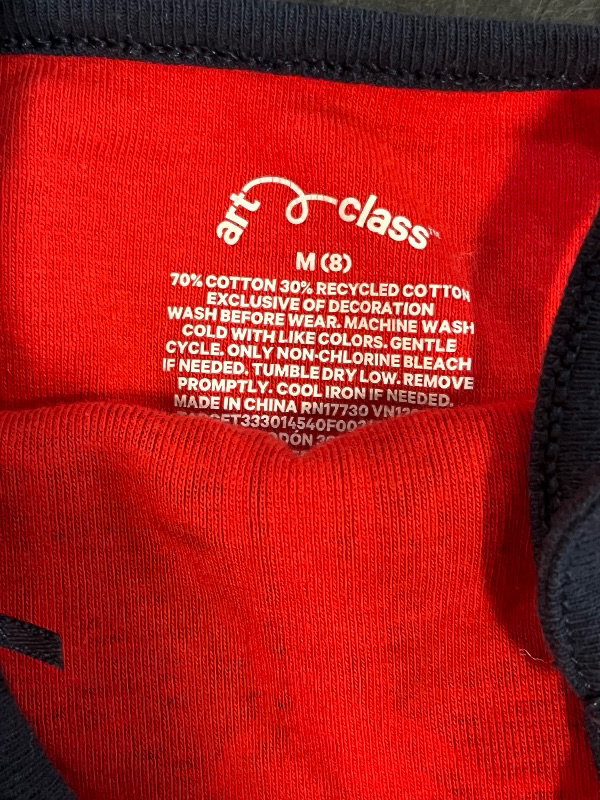 art class™
M (8)
70% COTTON 30% RECYCLED COTTON
EXCLUSIVE OF DECORATION
WASH BEFORE WEAR. MACHINE WASH
COLD WITH LIKE COLORS. GENTLE
CYCLE. ONLY NON-CHLORINE BLEACH
IF NEEDED. TUMBLE DRY LOW. REMOVE
PROMPTLY. COOL IRON IF NEEDED.
MADE IN CHINA RN17730